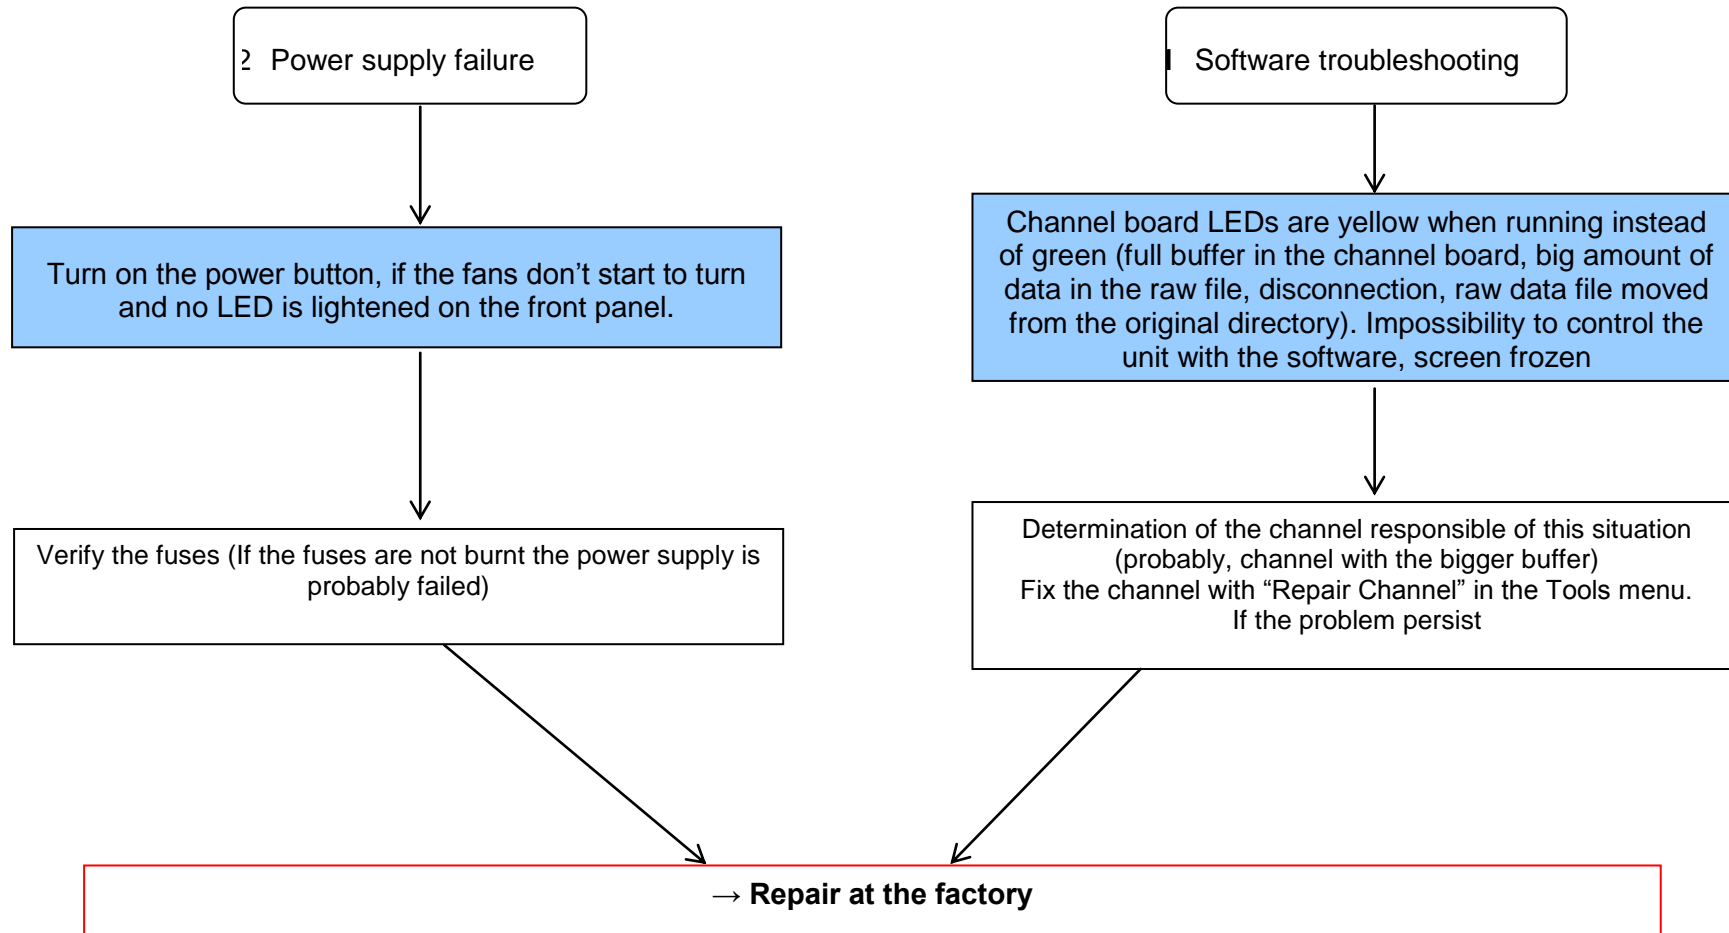 2 Power supply failure
Turn on the power button, if the fans don’t start to turn
and no LED is lightened on the front panel.
Verify the fuses (If the fuses are not burnt the power supply is
probably failed)
Software troubleshooting
Channel board LEDs are yellow when running instead
of green (full buffer in the channel board, big amount of
data in the raw file, disconnection, raw data file moved
from the original directory). Impossibility to control the
unit with the software, screen frozen
Determination of the channel responsible of this situation
(probably, channel with the bigger buffer)
Fix the channel with “Repair Channel” in the Tools menu.
If the problem persist
→ Repair at the factory